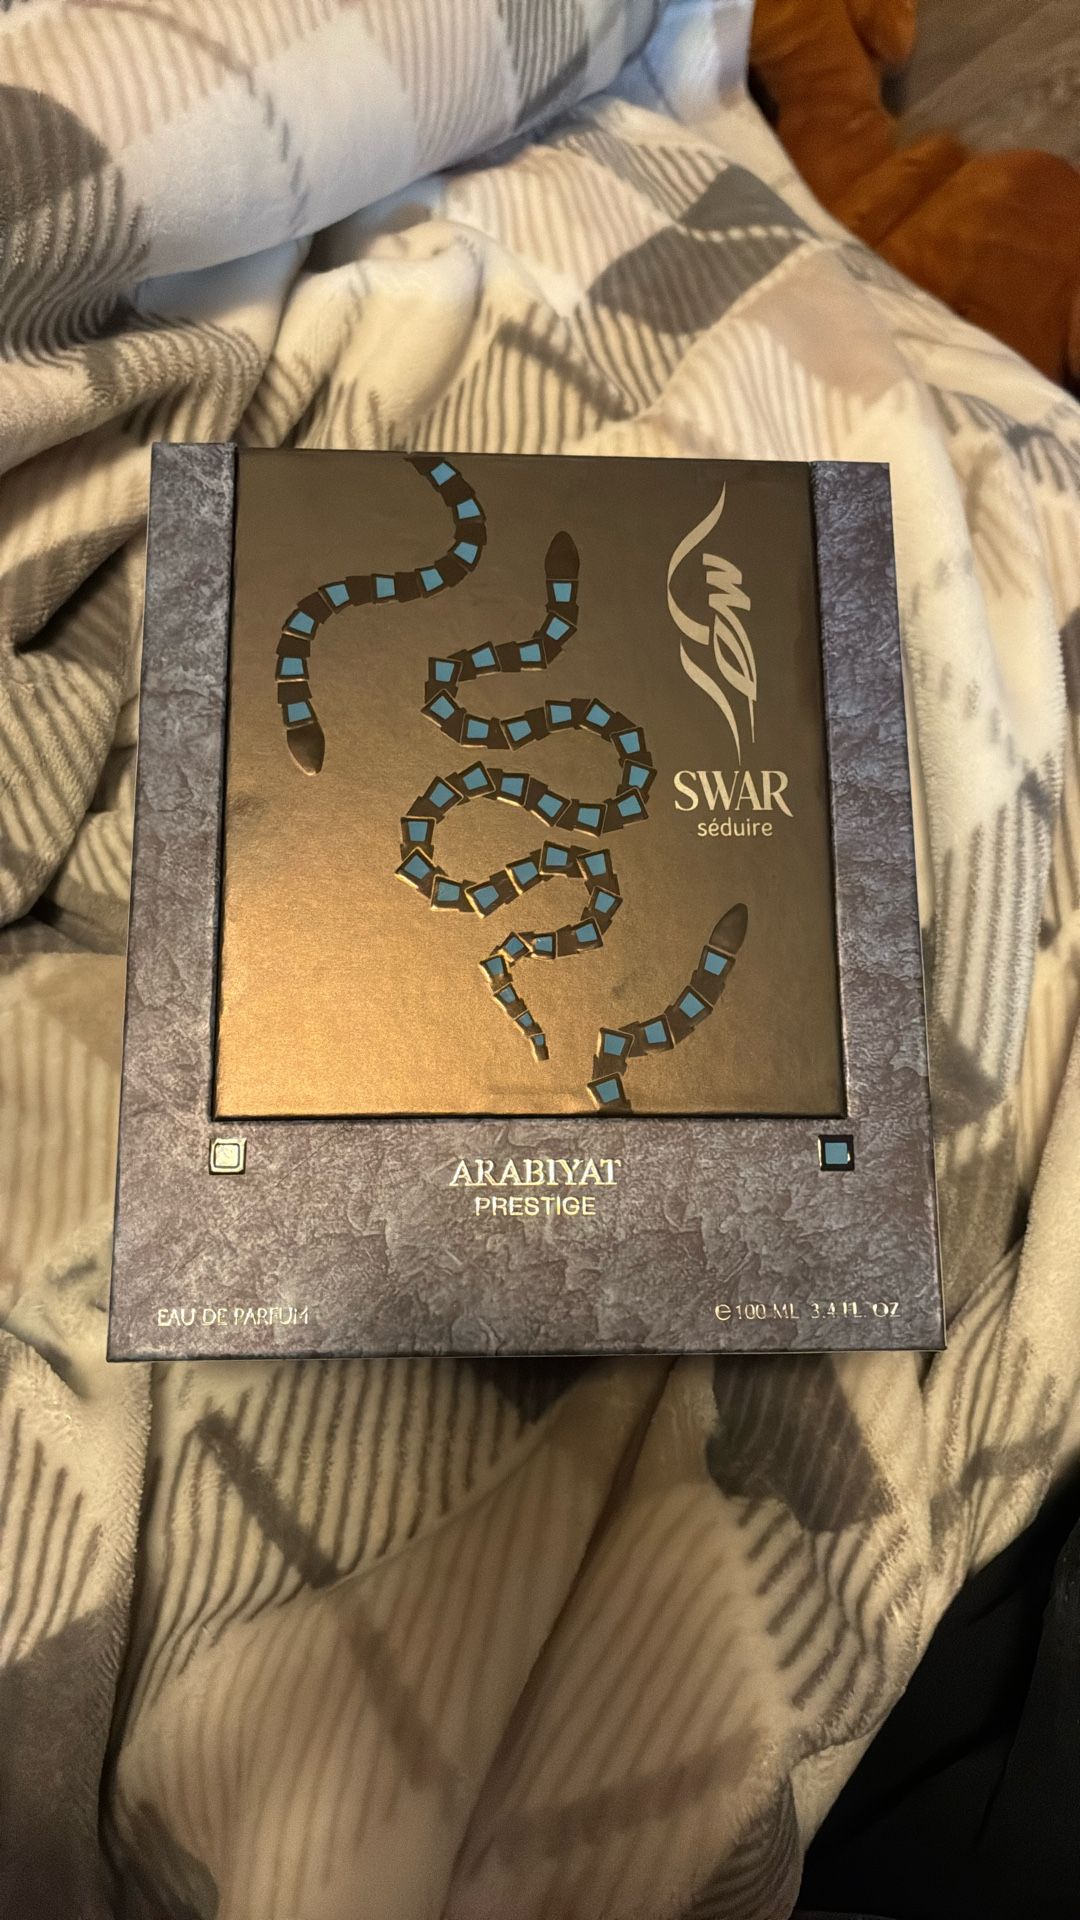 SWAR
séduire
ARABIYAT
PRESTIGE
EAU DE PARFUM
℮ 100 ML 3.4 FL. OZ